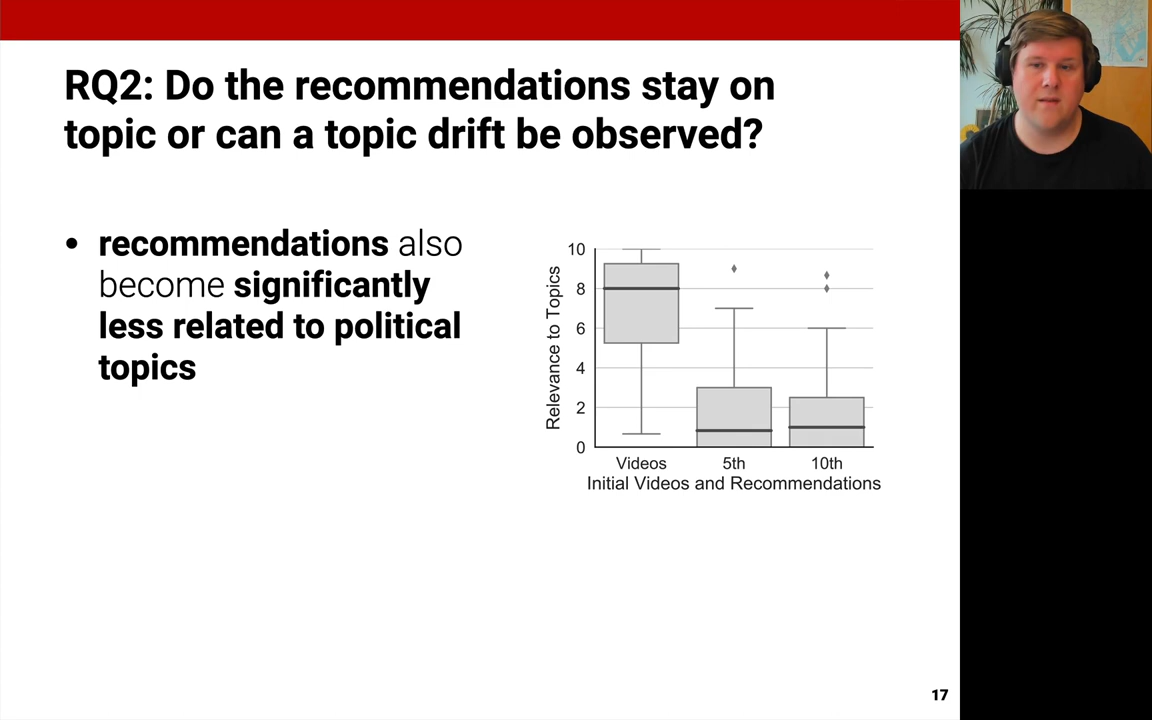 RQ2: Do the recommendations stay on
topic or can a topic drift be observed?
• recommendations also
become significantly
less related to political
topics
Relevance to Topics
10
8
6
4
2
0
Videos 5th 10th
Initial Videos and Recommendations
17